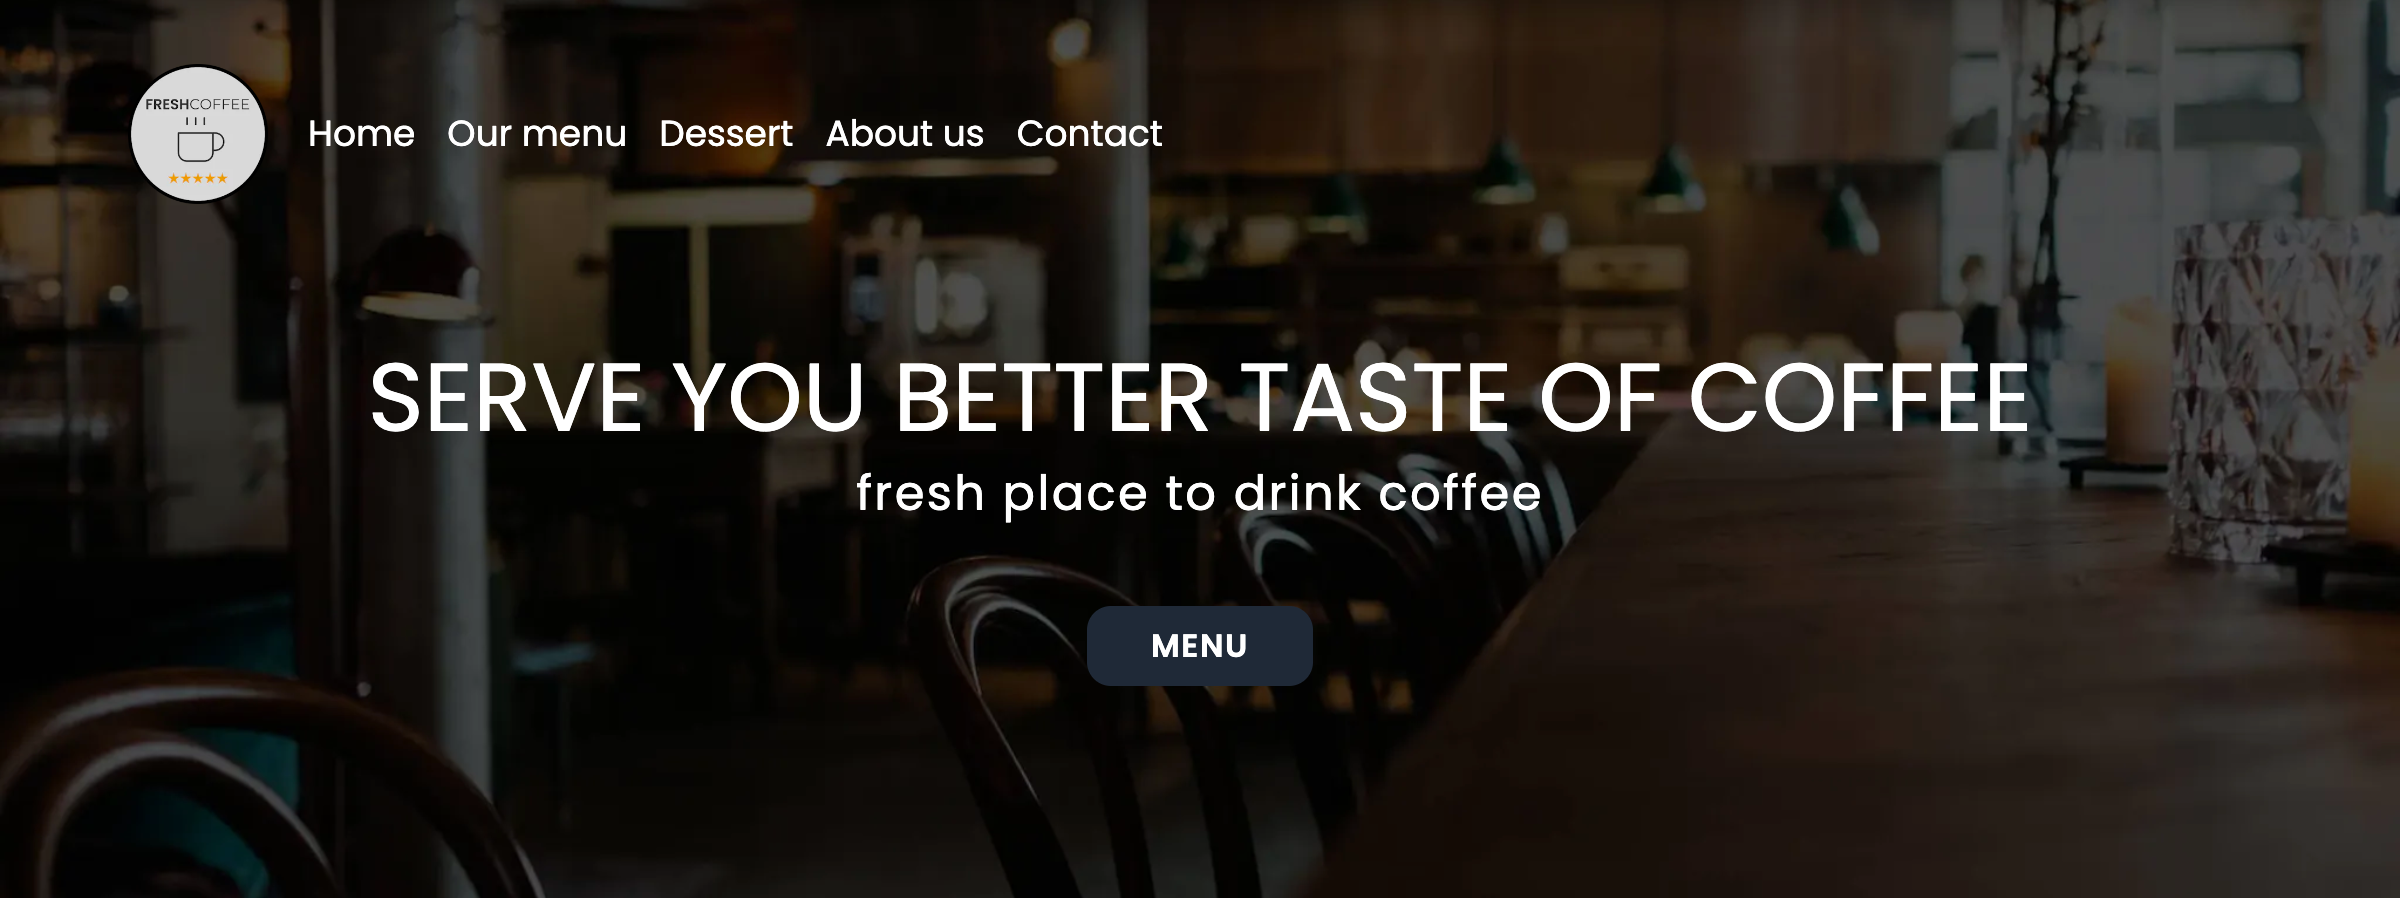 FRESHCOFFEE
Home Our menu Dessert About us Contact
SERVE YOU BETTER TASTE OF COFFEE
fresh place to drink coffee
MENU